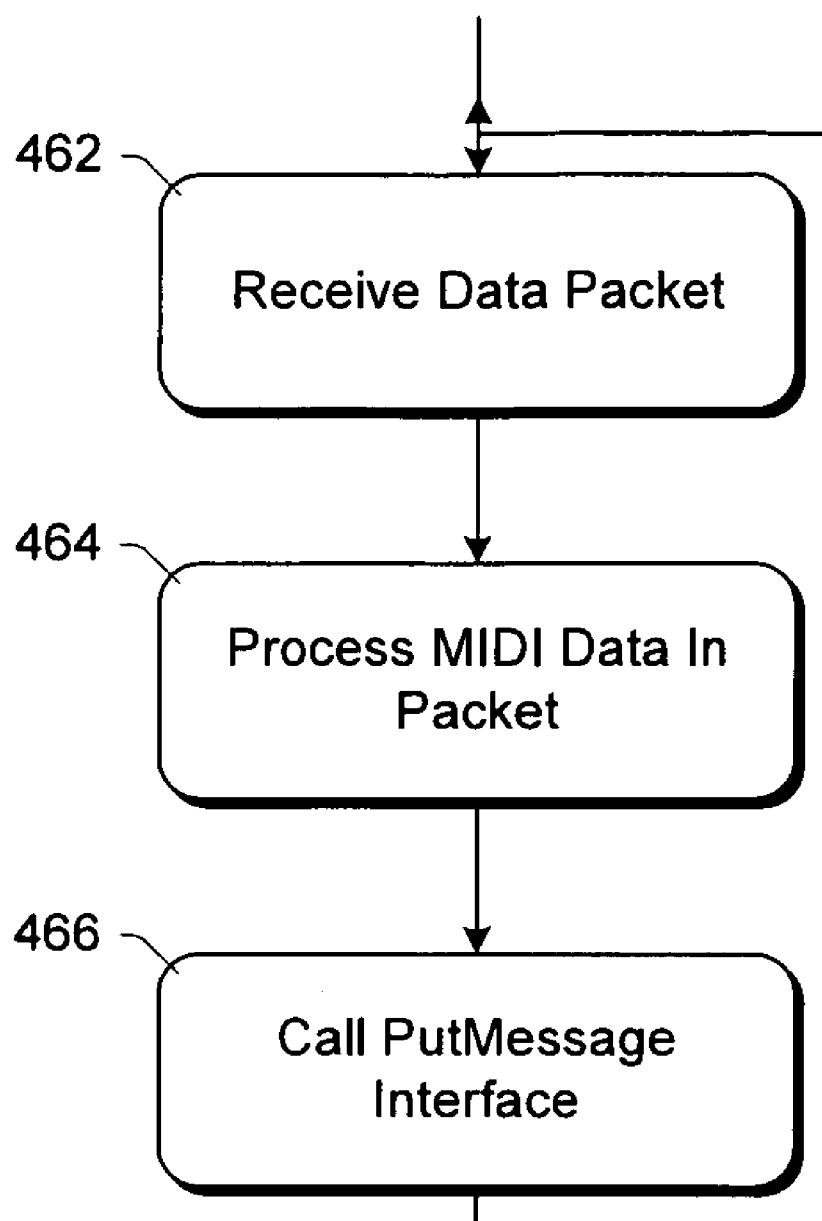 462
Receive Data Packet
464
Process MIDI Data In
Packet
466
Call PutMessage
Interface